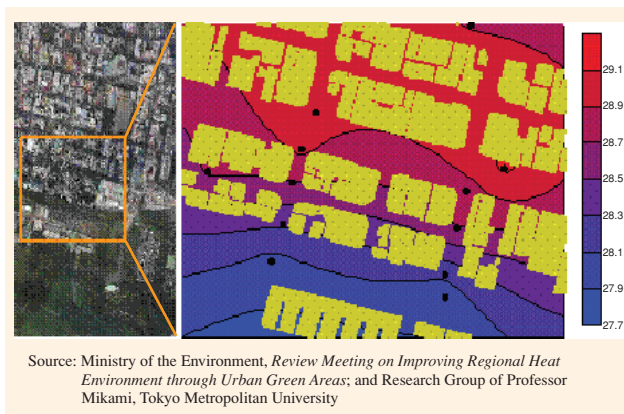 29.1
28.9
28.7
28.5
28.3
28.1
27.9
27.7
Source: Ministry of the Environment, Review Meeting on Improving Regional Heat
Environment through Urban Green Areas; and Research Group of Professor
Mikami, Tokyo Metropolitan University